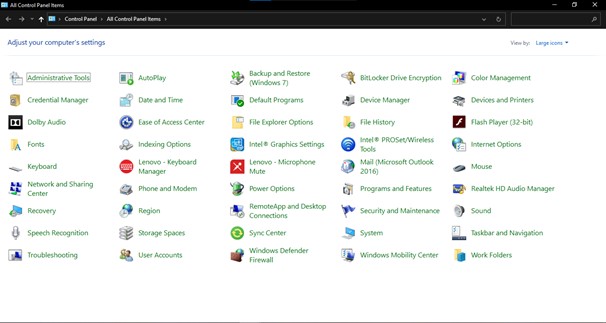 All Control Panel Items
Control Panel > All Control Panel Items >
Adjust your computer's settings
View by: Large icons
Administrative Tools
AutoPlay
Backup and Restore
(Windows 7)
BitLocker Drive Encryption
Color Management
Credential Manager
Date and Time
Default Programs
Device Manager
Devices and Printers
Dolby Audio
Ease of Access Center
File Explorer Options
File History
Flash Player (32-bit)
Fonts
Indexing Options
Intel® Graphics Settings
Intel® PROSet/Wireless
Tools
Internet Options
Keyboard
Lenovo - Keyboard
Manager
Lenovo - Microphone
Mute
Mail (Microsoft Outlook
2016)
Mouse
Network and Sharing
Center
Phone and Modem
Power Options
Programs and Features
Realtek HD Audio Manager
Recovery
Region
RemoteApp and Desktop
Connections
Security and Maintenance
Sound
Speech Recognition
Storage Spaces
Sync Center
System
Taskbar and Navigation
Troubleshooting
User Accounts
Windows Defender
Firewall
Windows Mobility Center
Work Folders